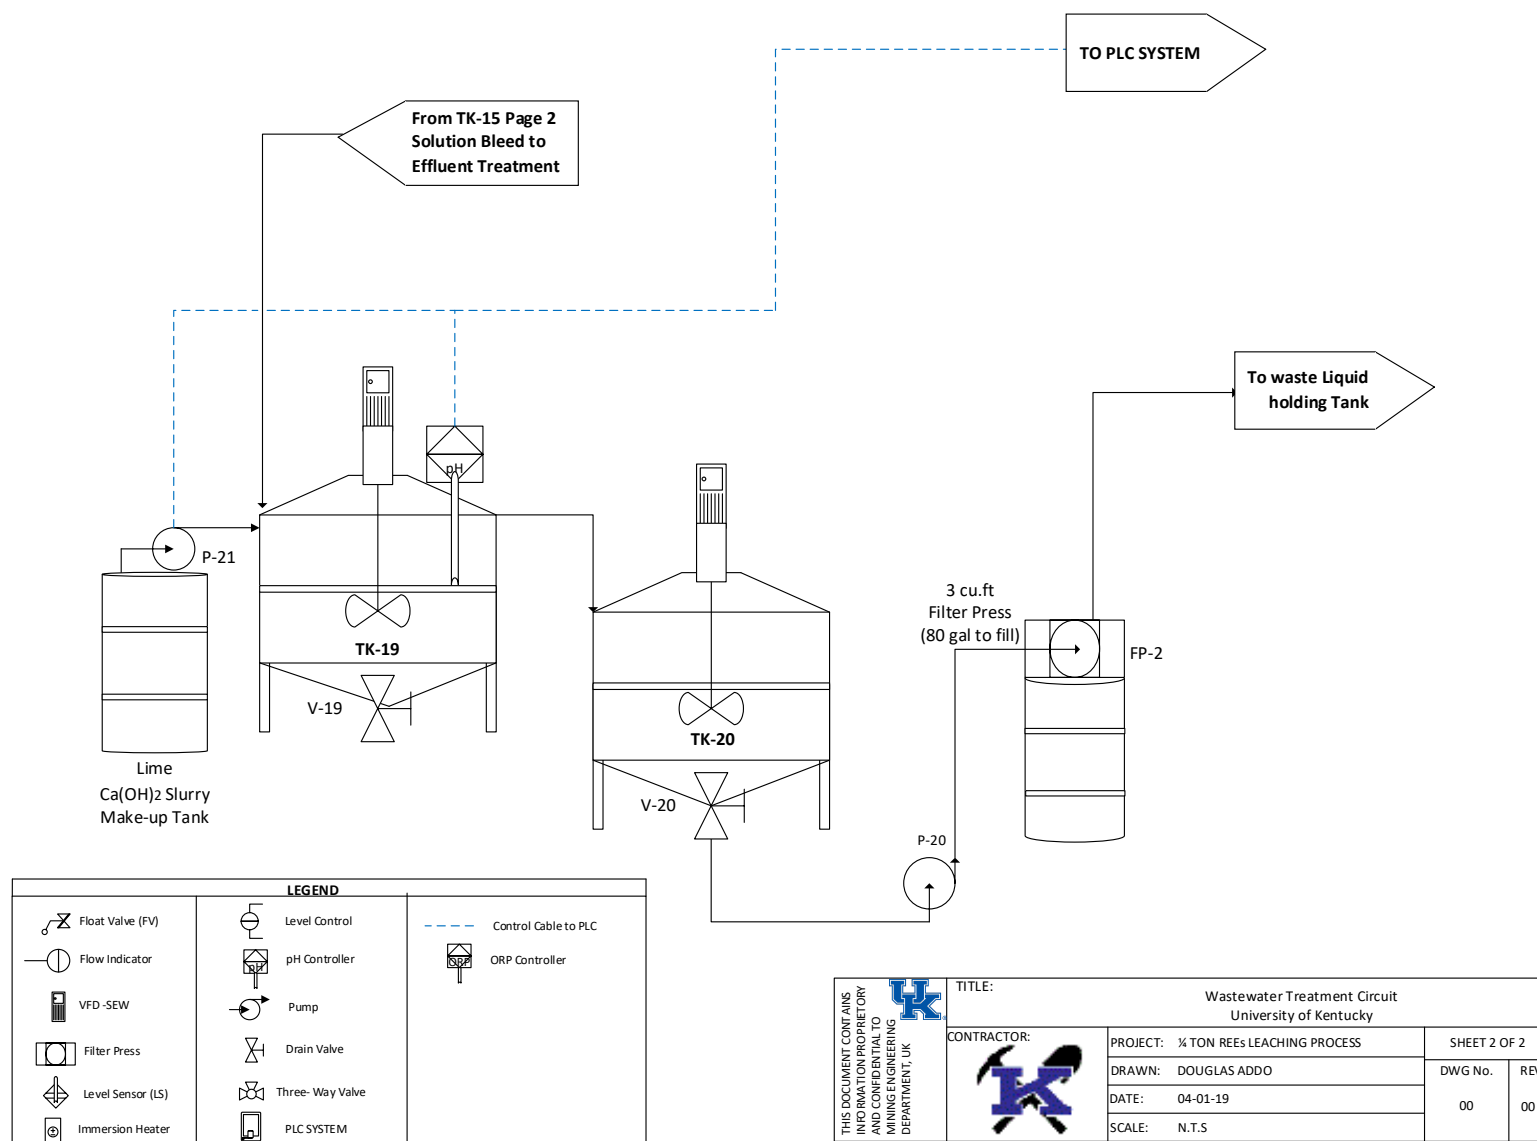 TO PLC SYSTEM
From TK-15 Page 2
Solution Bleed to
Effluent Treatment
To waste Liquid
holding Tank
pH
P-21
TK-19
V-19
Lime
Ca(OH)2 Slurry
Make-up Tank
TK-20
V-20
3 cu.ft
Filter Press
(80 gal to fill)
FP-2
P-20
LEGEND
Float Valve (FV)
Flow Indicator
VFD -SEW
Filter Press
Level Sensor (LS)
Immersion Heater
Level Control
pH
pH Controller
Pump
Drain Valve
Three- Way Valve
PLC SYSTEM
Control Cable to PLC
ORP
ORP Controller
THIS DOCUMENT CONTAINS
INFORMATION PROPRIETORY
AND CONFIDENTIAL TO
MINING ENGINEERING
DEPARTMENT, UK
UK
TITLE:
Wastewater Treatment Circuit
University of Kentucky
CONTRACTOR:
K
PROJECT: ¼ TON REEs LEACHING PROCESS
SHEET 2 OF 2
DRAWN: DOUGLAS ADDO
DWG No.
REV
DATE: 04-01-19
00
00
SCALE: N.T.S